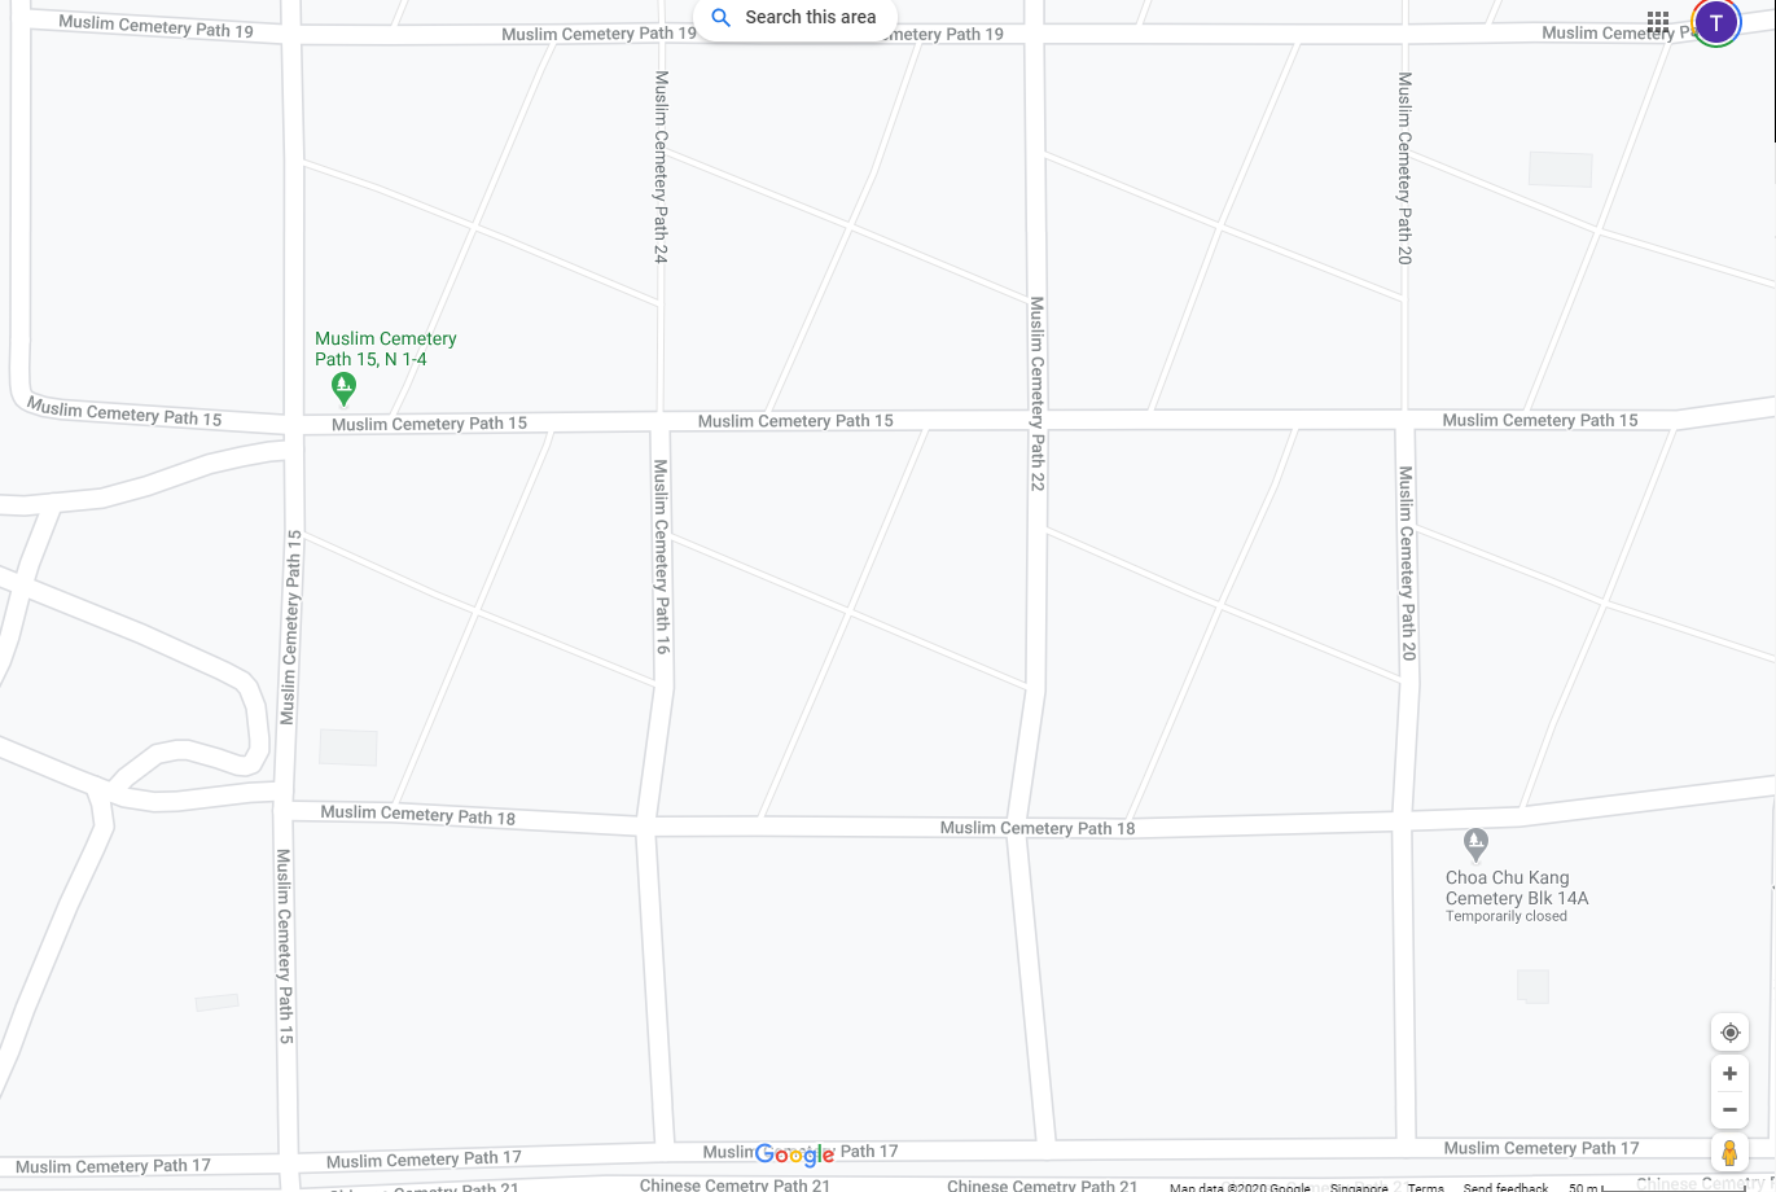 Muslim Cemetery Path 19
Muslim Cemetery Path 19
Search this area
metery Path 19
Muslim Cemetery P
T
Muslim Cemetery Path 24
Muslim Cemetery Path 20
Muslim Cemetery
Path 15, N 1-4
Muslim Cemetery Path 22
Muslim Cemetery Path 15
Muslim Cemetery Path 15
Muslim Cemetery Path 15
Muslim Cemetery Path 15
Muslim Cemetery Path 15
Muslim Cemetery Path 16
Muslim Cemetery Path 20
Muslim Cemetery Path 18
Muslim Cemetery Path 18
Muslim Cemetery Path 15
Choa Chu Kang
Cemetery Blk 14A
Temporarily closed
Muslim Cemetery Path 17
Muslim Cemetery Path 17
Muslim Path 17
Google
Muslim Cemetery Path 17
Cemetry Path 21
Chinese Cemetry Path 21
Chinese Cemetry Path 21
Map data ©2020 Google Singapore Terms Send feedback 50 m
Chinese Cemetry